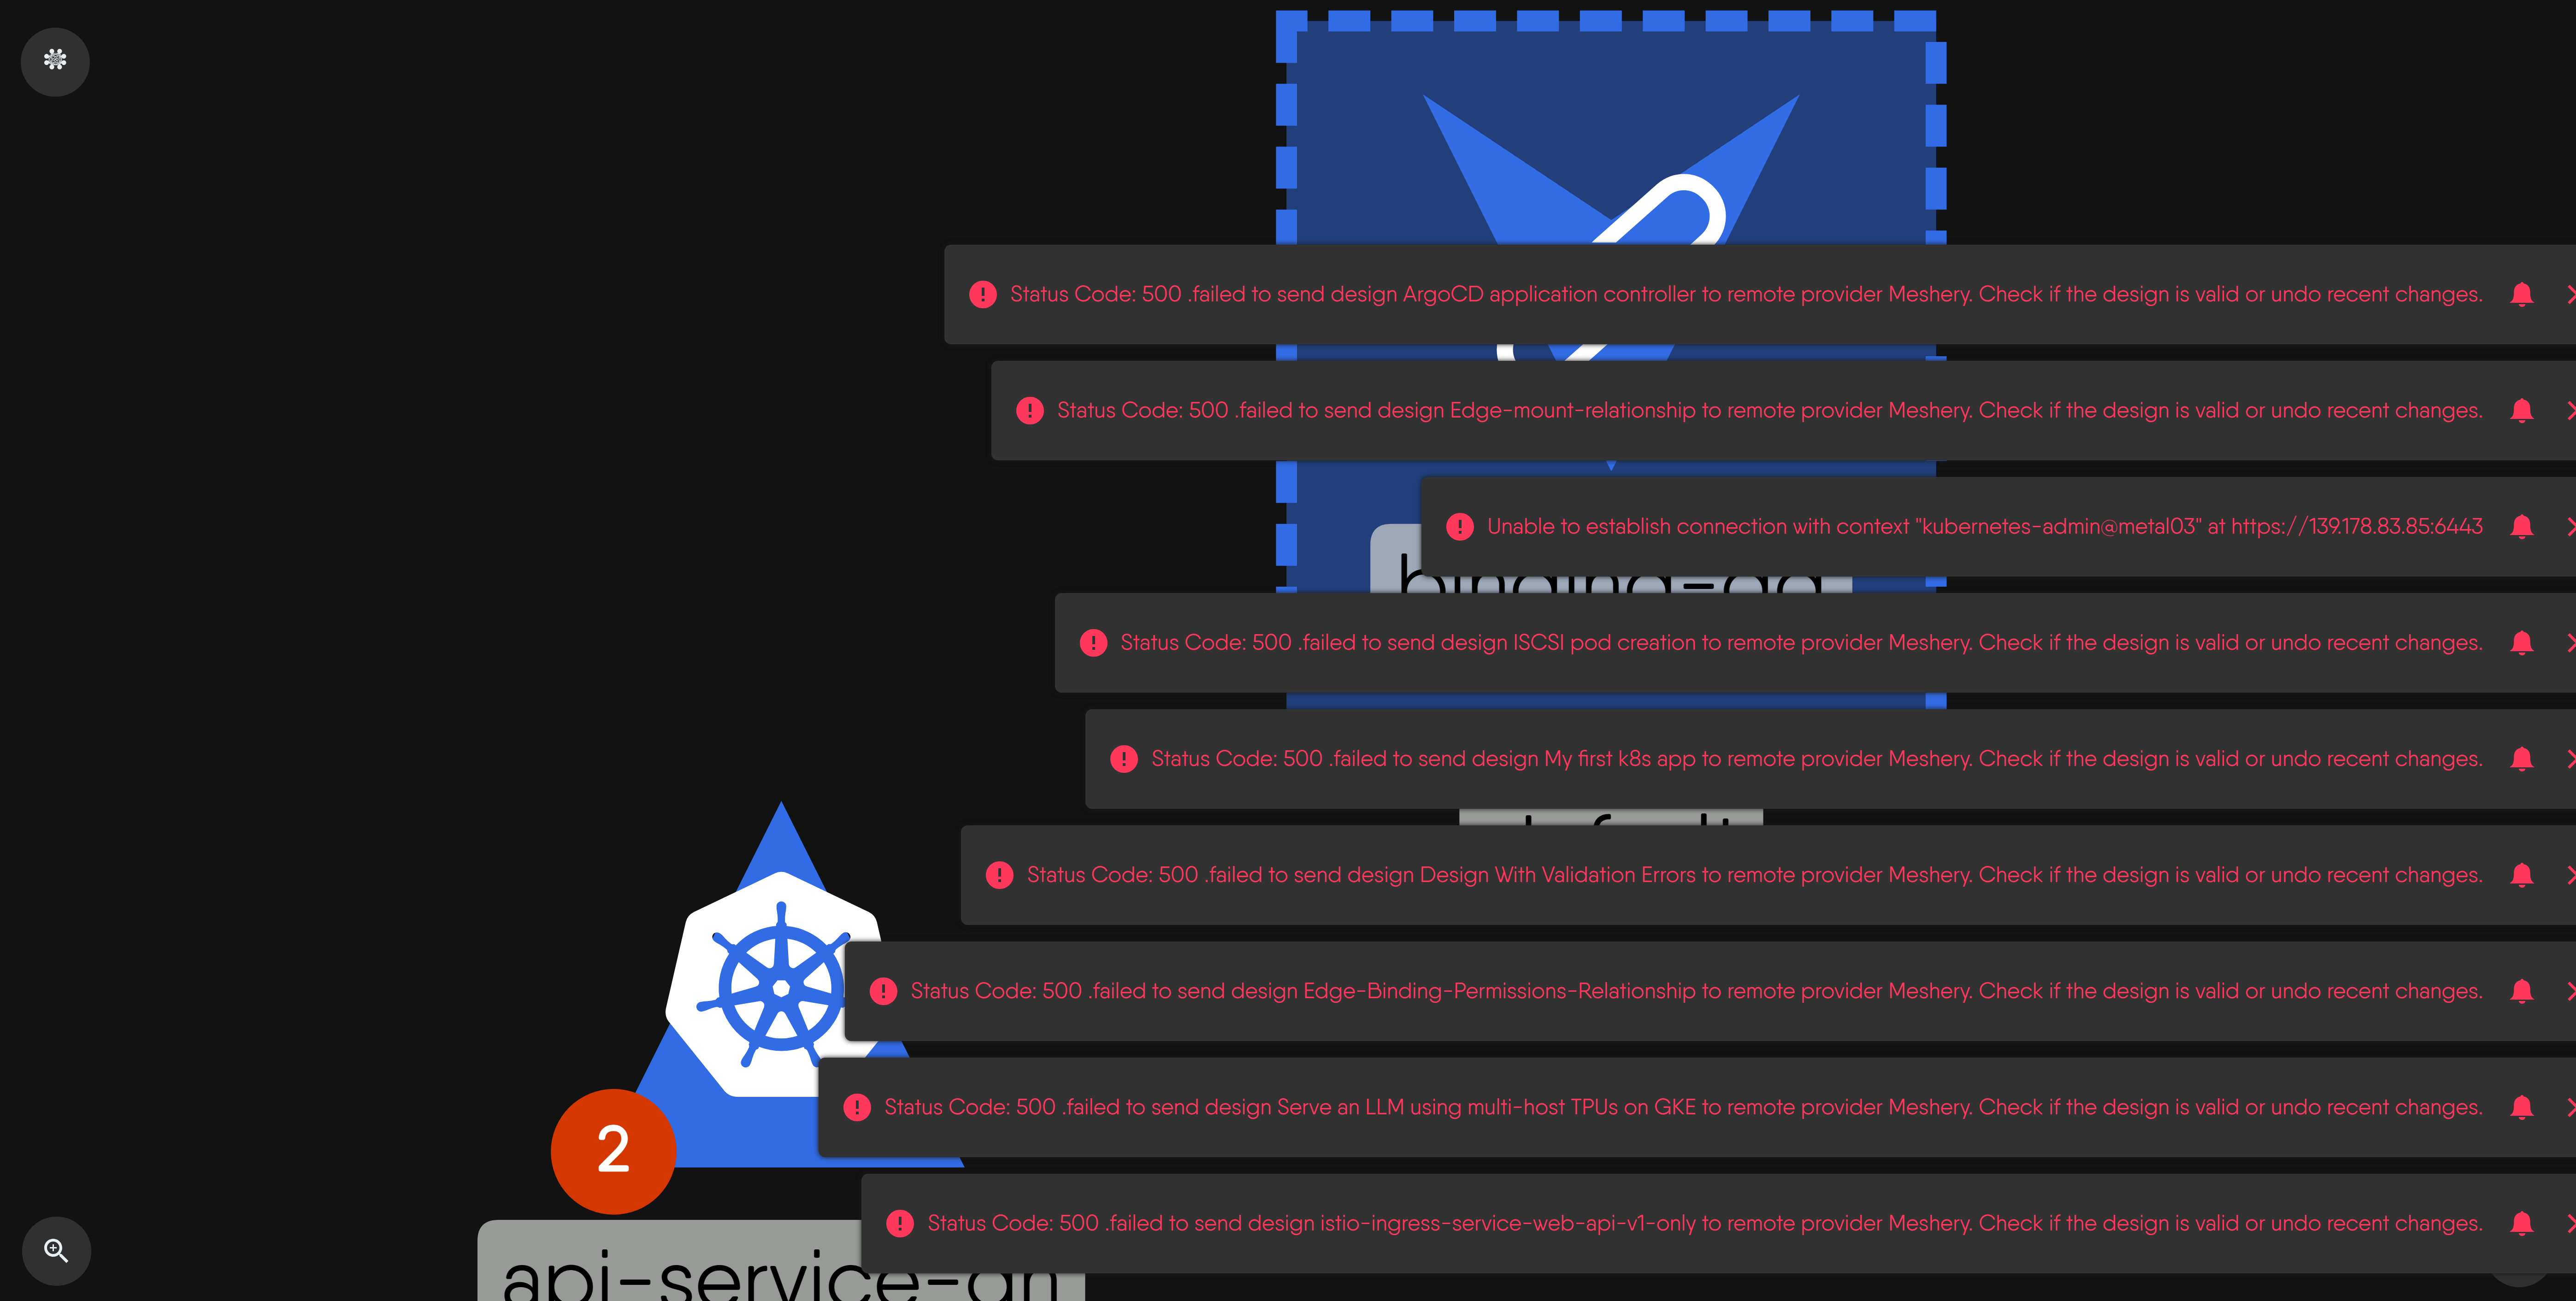 Status Code: 500 .failed to send design ArgoCD application controller to remote provider Meshery. Check if the design is valid or undo recent changes.
Status Code: 500 .failed to send design Edge-mount-relationship to remote provider Meshery. Check if the design is valid or undo recent changes.
Unable to establish connection with context "kubernetes-admin@metal03" at https://139.178.83.85:6443
Status Code: 500 .failed to send design ISCSI pod creation to remote provider Meshery. Check if the design is valid or undo recent changes.
Status Code: 500 .failed to send design My first k8s app to remote provider Meshery. Check if the design is valid or undo recent changes.
Status Code: 500 .failed to send design Design With Validation Errors to remote provider Meshery. Check if the design is valid or undo recent changes.
Status Code: 500 .failed to send design Edge-Binding-Permissions-Relationship to remote provider Meshery. Check if the design is valid or undo recent changes.
Status Code: 500 .failed to send design Serve an LLM using multi-host TPUs on GKE to remote provider Meshery. Check if the design is valid or undo recent changes.
2
Status Code: 500 .failed to send design istio-ingress-service-web-api-v1-only to remote provider Meshery. Check if the design is valid or undo recent changes.